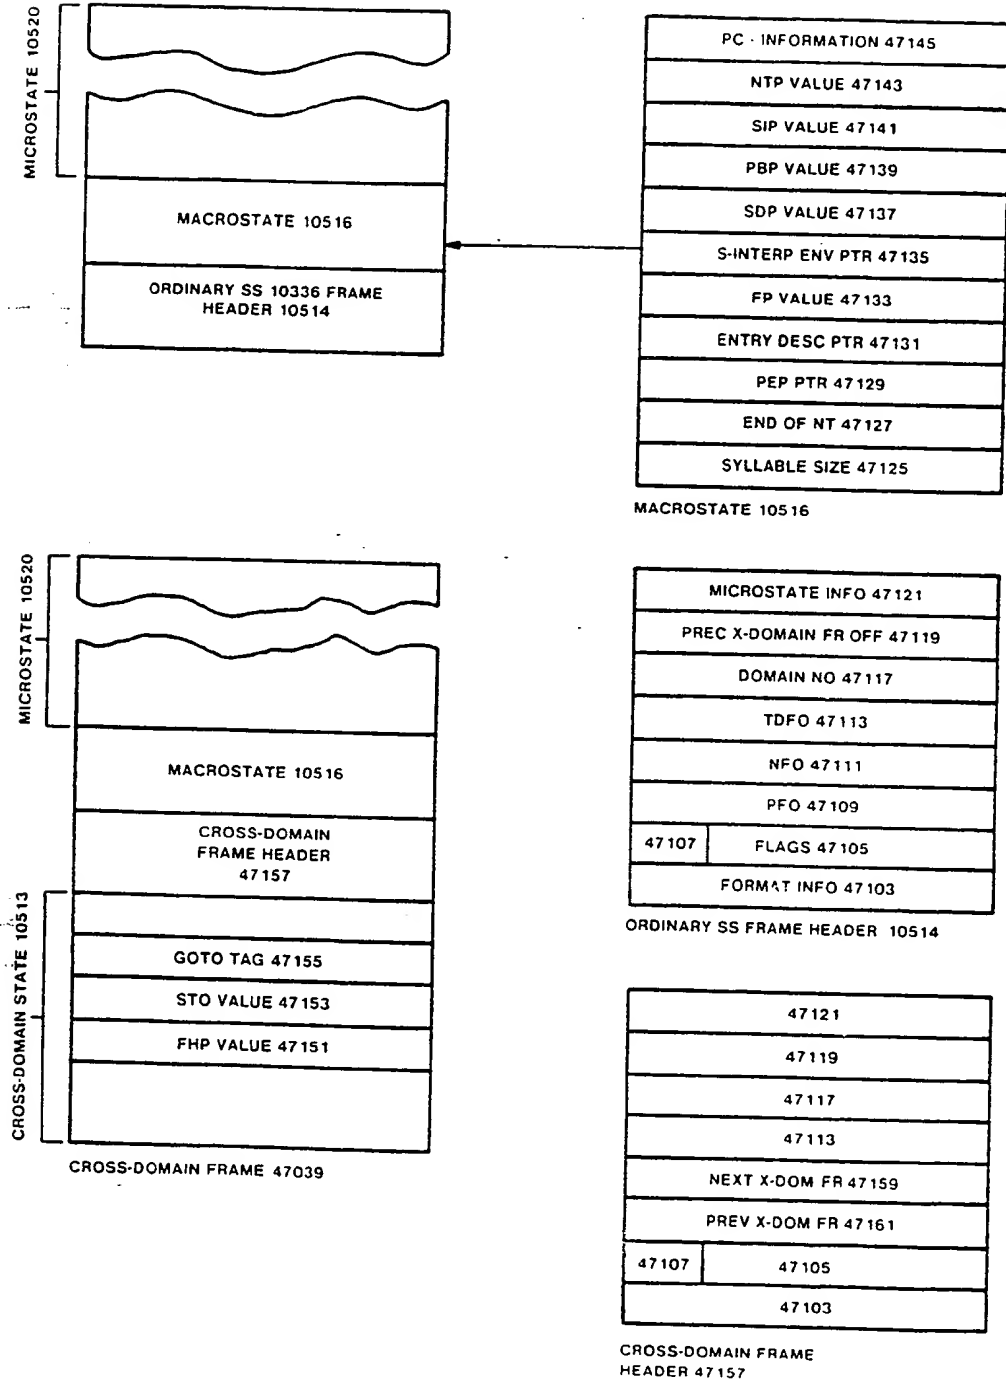 MICROSTATE 10520
MACROSTATE 10516
ORDINARY SS 10336 FRAME
HEADER 10514
PC - INFORMATION 47145
NTP VALUE 47143
SIP VALUE 47141
PBP VALUE 47139
SDP VALUE 47137
S-INTERP ENV PTR 47135
FP VALUE 47133
ENTRY DESC PTR 47131
PEP PTR 47129
END OF NT 47127
SYLLABLE SIZE 47125
MACROSTATE 10516
MICROSTATE 10520
MACROSTATE 10516
CROSS-DOMAIN
FRAME HEADER
47157
CROSS-DOMAIN STATE 10513
GOTO TAG 47155
STO VALUE 47153
FHP VALUE 47151
CROSS-DOMAIN FRAME 47039
MICROSTATE INFO 47121
PREC X-DOMAIN FR OFF 47119
DOMAIN NO 47117
TDFO 47113
NFO 47111
PFO 47109
47107 FLAGS 47105
FORMAT INFO 47103
ORDINARY SS FRAME HEADER 10514
47121
47119
47117
47113
NEXT X-DOM FR 47159
PREV X-DOM FR 47161
47107 47105
47103
CROSS-DOMAIN FRAME
HEADER 47157